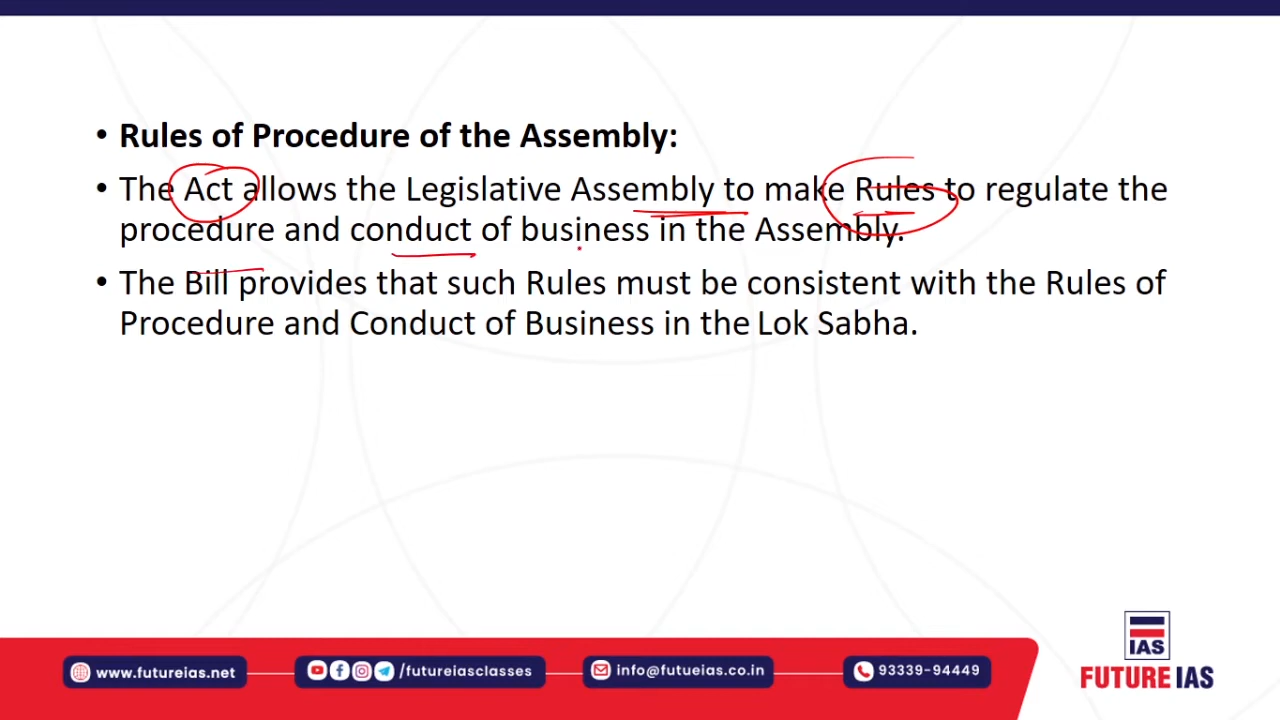 • Rules of Procedure of the Assembly:
• The Act allows the Legislative Assembly to make Rules to regulate the
procedure and conduct of business in the Assembly.
• The Bill provides that such Rules must be consistent with the Rules of
Procedure and Conduct of Business in the Lok Sabha.
IAS
www.futureias.net
/futureiasclasses
info@futueias.co.in
93339-94449
FUTURE IAS